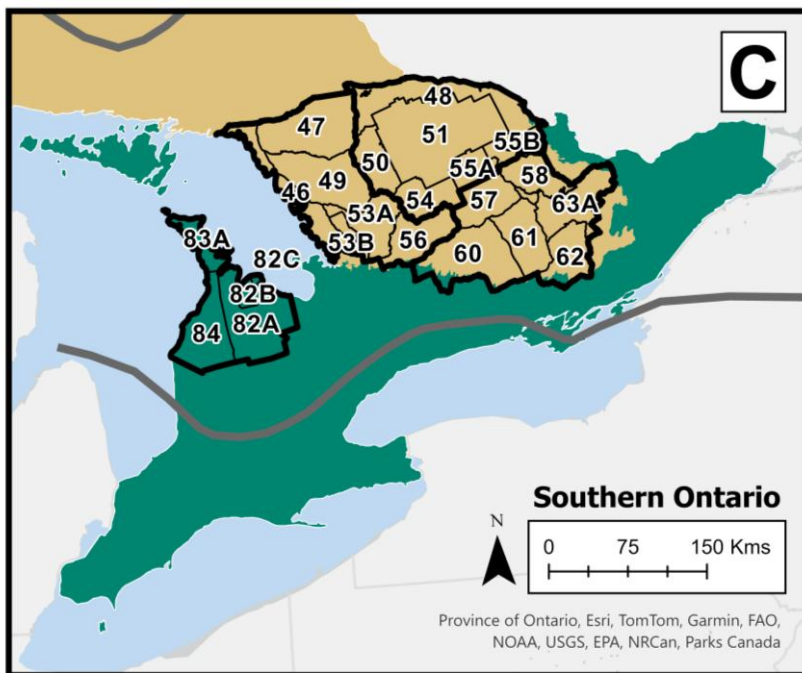 C
48
47
51
55B
50
49
55A
58
46
54
57
53A
63A
53B
56
61
60
62
83A
82C
82B
82A
84
Southern Ontario
N
0 75 150 Kms
Province of Ontario, Esri, TomTom, Garmin, FAO,
NOAA, USGS, EPA, NRCan, Parks Canada